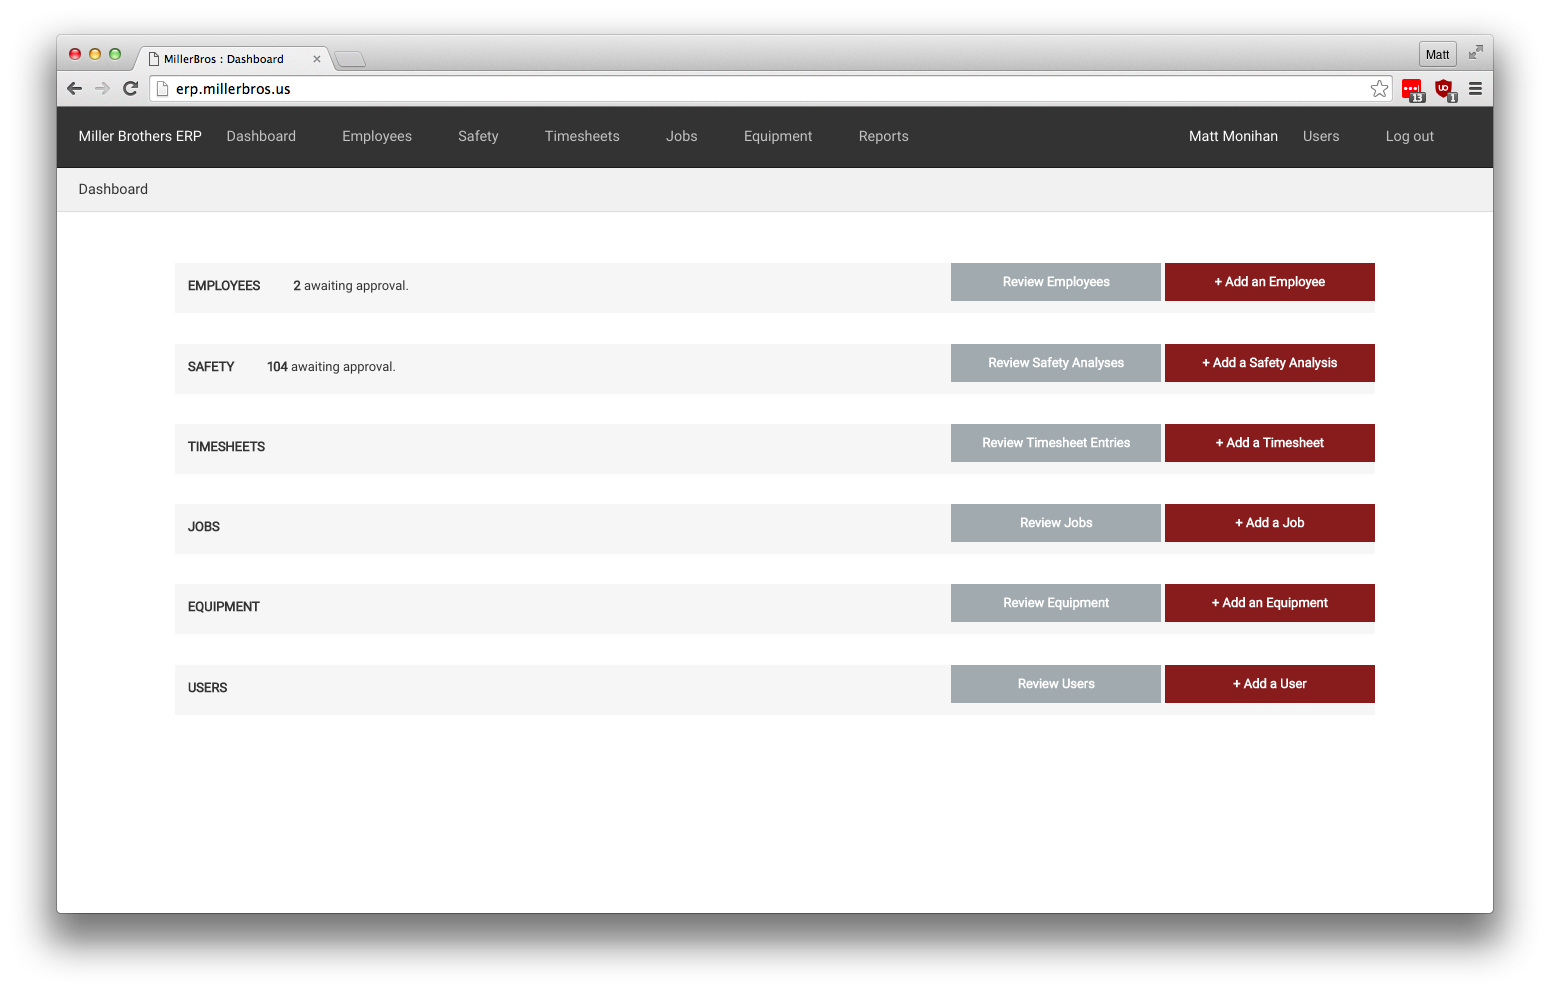 MillerBros : Dashboard
Matt
erp.millerbros.us
13
1
Miller Brothers ERP Dashboard Employees Safety Timesheets Jobs Equipment Reports Matt Monihan Users Log out
Dashboard
EMPLOYEES 2 awaiting approval. Review Employees + Add an Employee
SAFETY 104 awaiting approval. Review Safety Analyses + Add a Safety Analysis
TIMESHEETS Review Timesheet Entries + Add a Timesheet
JOBS Review Jobs + Add a Job
EQUIPMENT Review Equipment + Add an Equipment
USERS Review Users + Add a User